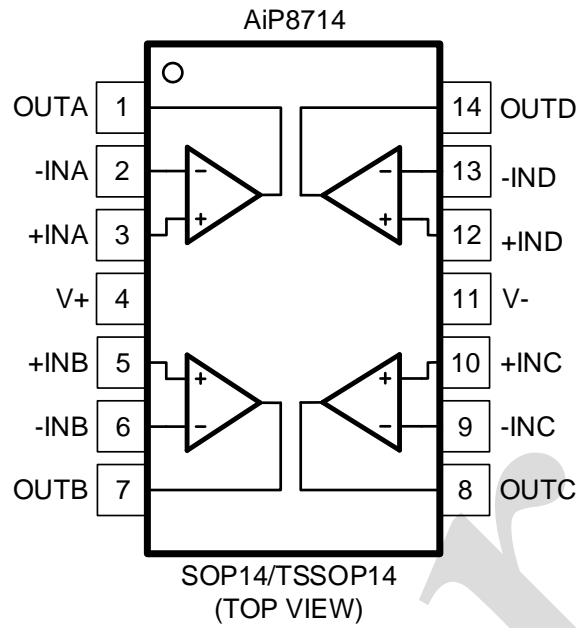 AiP8714
OUTA 1 14 OUTD
-INA 2 - - 13 -IND
+INA 3 + + 12 +IND
V+ 4 11 V-
+INB 5 + + 10 +INC
-INB 6 - - 9 -INC
OUTB 7 8 OUTC
SOP14/TSSOP14
(TOP VIEW)